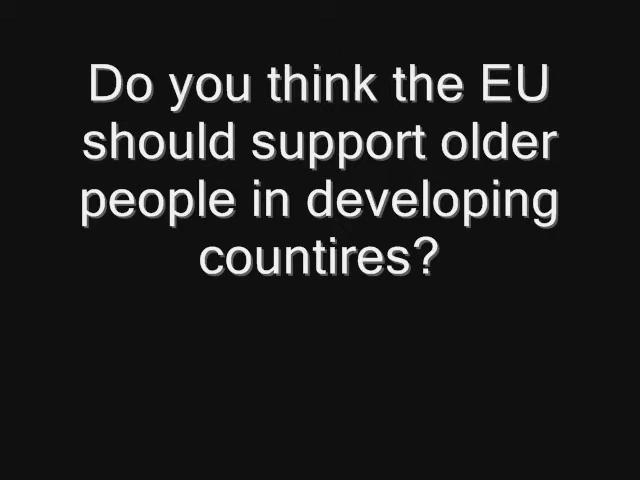 Do you think the EU
should support older
people in developing
countires?